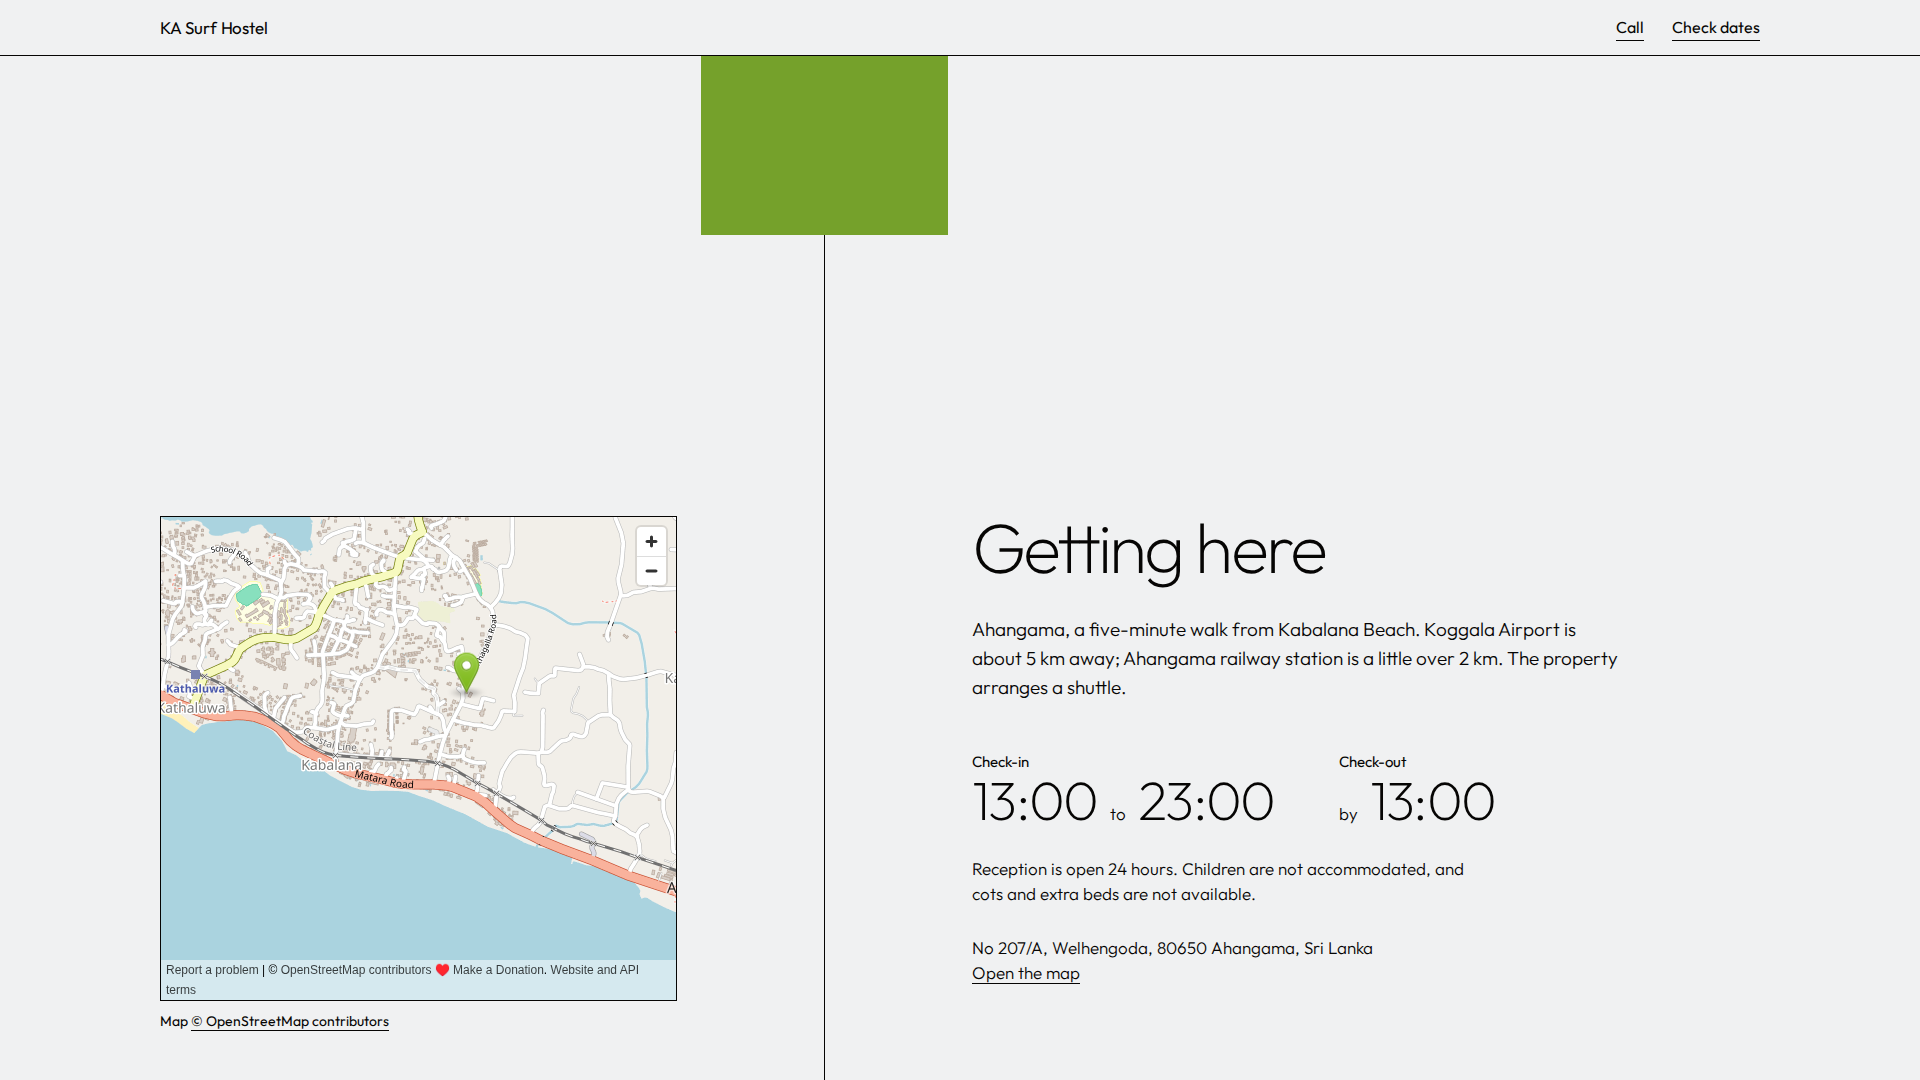 KA Surf Hostel
Call
Check dates
School Road
Kathaluwa
Kathaluwa
Coastal Line
Kabalana
Matara Road
+
−
Report a problem | © OpenStreetMap contributors ❤️ Make a Donation. Website and API
terms
Map © OpenStreetMap contributors
Getting here
Ahangama, a five-minute walk from Kabalana Beach. Koggala Airport is
about 5 km away; Ahangama railway station is a little over 2 km. The property
arranges a shuttle.
Check-in
13:00 to 23:00
Check-out
by 13:00
Reception is open 24 hours. Children are not accommodated, and
cots and extra beds are not available.
No 207/A, Welhengoda, 80650 Ahangama, Sri Lanka
Open the map